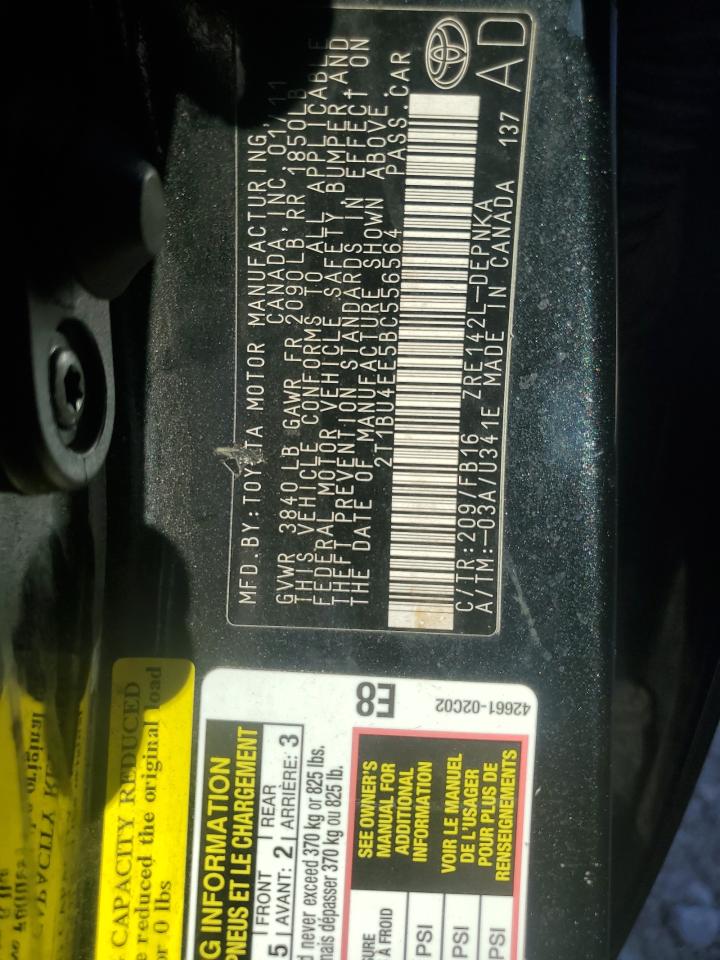 MFD.BY:TOYOTA MOTOR MANUFACTURING,
CANADA,INC.01/11
GVWR 3840 LB GAWR FR 2090LB,RR 1850LB
THIS VEHICLE CONFORMS TO ALL APPLICABLE
FEDERAL MOTOR VEHICLE SAFETY BUMPER,AND
THEFT PREVENTION STANDARDS IN EFFECT ON
THE DATE OF MANUFACTURE SHOWN ABOVE.
2T1BU4EE5BC556564 PASS.CAR
C/TR:209/FB16 ZRE142L-DEPNKA
A/TM:-03A/U341E MADE IN CANADA 137
AD
CAPACITY REDUCED
reduced the original load
or 0 lbs
G INFORMATION
PNEUS ET LE CHARGEMENT
5 FRONT 2 REAR 3
AVANT: ARRIÈRE:
never exceed 370 kg or 825 lbs.
mais dépasser 370 kg ou 825 lb.
E8
42661-02C02
SEE OWNER'S
MANUAL FOR
ADDITIONAL
INFORMATION
VOIR LE MANUEL
DE L'USAGER
POUR PLUS DE
RENSEIGNEMENTS
À FROID
PSI
PSI
PSI